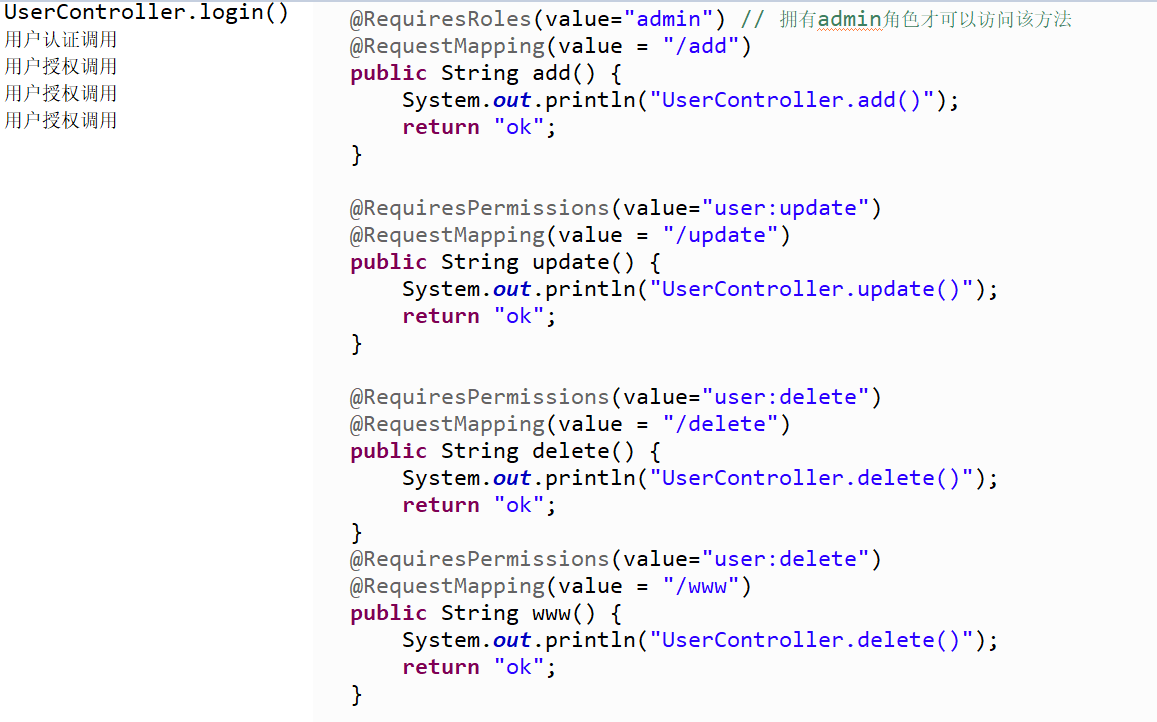 UserController.login()
用户认证调用
用户授权调用
用户授权调用
用户授权调用
@RequiresRoles(value="admin") // 拥有admin角色才可以访问该方法
@RequestMapping(value = "/add")
public String add() {
    System.out.println("UserController.add()");
    return "ok";
}
@RequiresPermissions(value="user:update")
@RequestMapping(value = "/update")
public String update() {
    System.out.println("UserController.update()");
    return "ok";
}
@RequiresPermissions(value="user:delete")
@RequestMapping(value = "/delete")
public String delete() {
    System.out.println("UserController.delete()");
    return "ok";
}
@RequiresPermissions(value="user:delete")
@RequestMapping(value = "/www")
public String www() {
    System.out.println("UserController.delete()");
    return "ok";
}